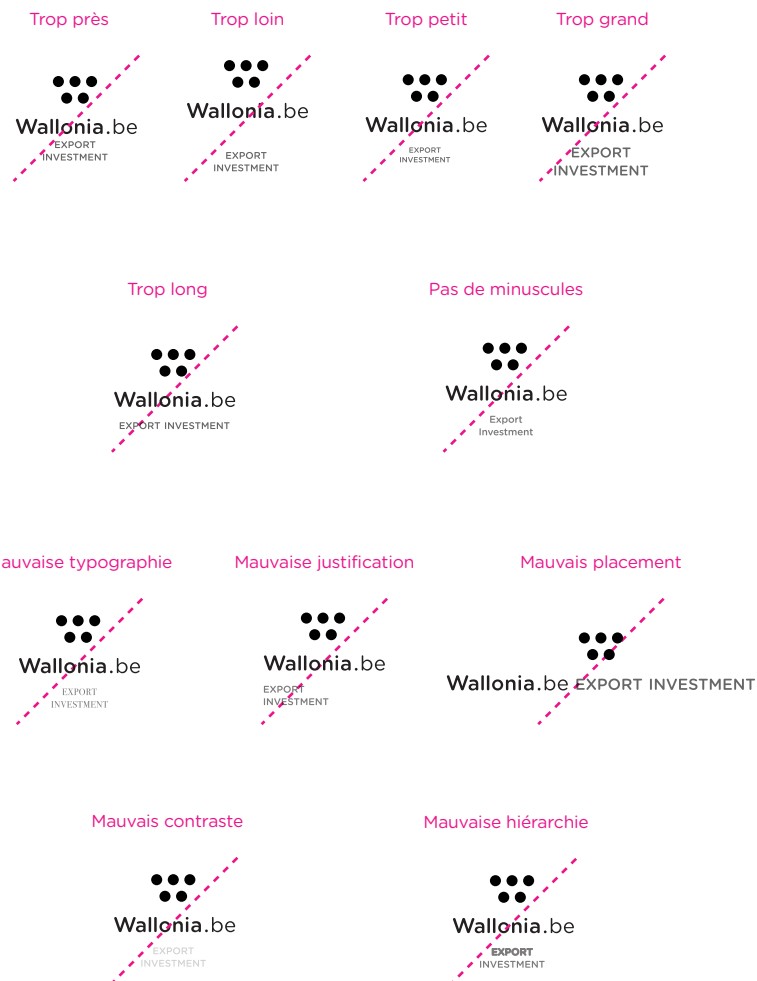 Trop près
Trop loin
Trop petit
Trop grand
Wallonia.be
EXPORT
INVESTMENT
Wallonia.be
EXPORT
INVESTMENT
Wallonia.be
EXPORT
INVESTMENT
Wallonia.be
EXPORT
INVESTMENT
Trop long
Pas de minuscules
Wallonia.be
EXPORT INVESTMENT
Wallonia.be
Export
Investment
auvaise typographie
Mauvaise justification
Mauvais placement
Wallonia.be
EXPORT
INVESTMENT
Wallonia.be
EXPORT
INVESTMENT
Wallonia.be EXPORT INVESTMENT
Mauvais contraste
Mauvaise hiérarchie
Wallonia.be
EXPORT
INVESTMENT
Wallonia.be
EXPORT
INVESTMENT